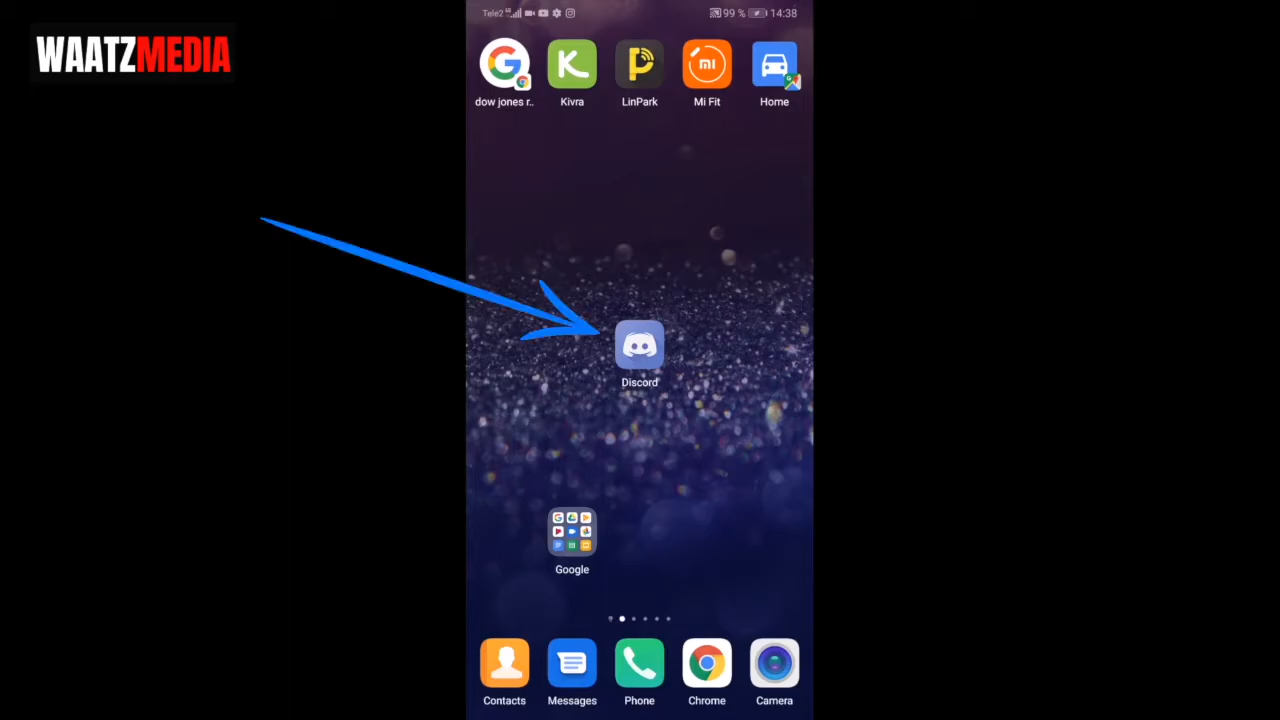 Tele2
99 %
14:38
WAATZMEDIA
mi
dow jones r..
Kivra
LinPark
Mi Fit
Home
Discord
Google
Contacts
Messages
Phone
Chrome
Camera